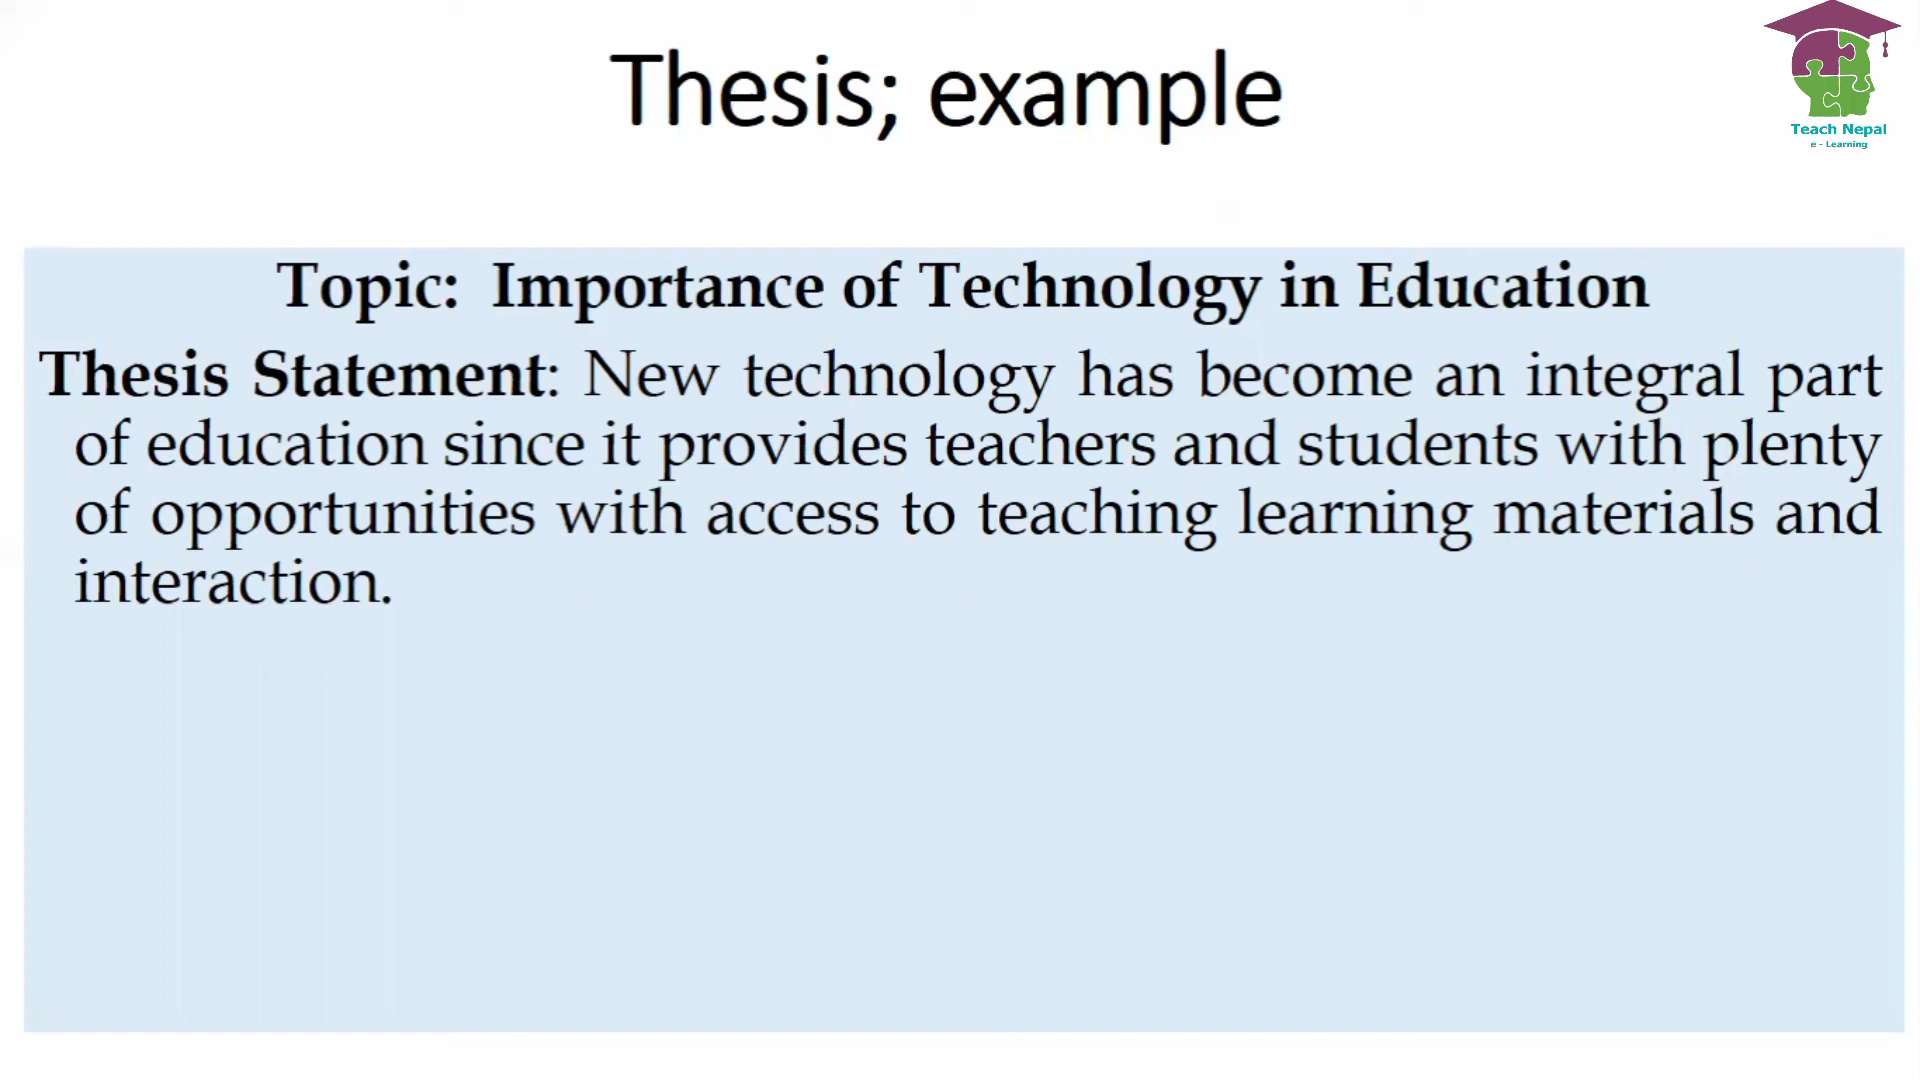 Thesis; example
Teach Nepal
e - Learning
Topic: Importance of Technology in Education
Thesis Statement: New technology has become an integral part
of education since it provides teachers and students with plenty
of opportunities with access to teaching learning materials and
interaction.